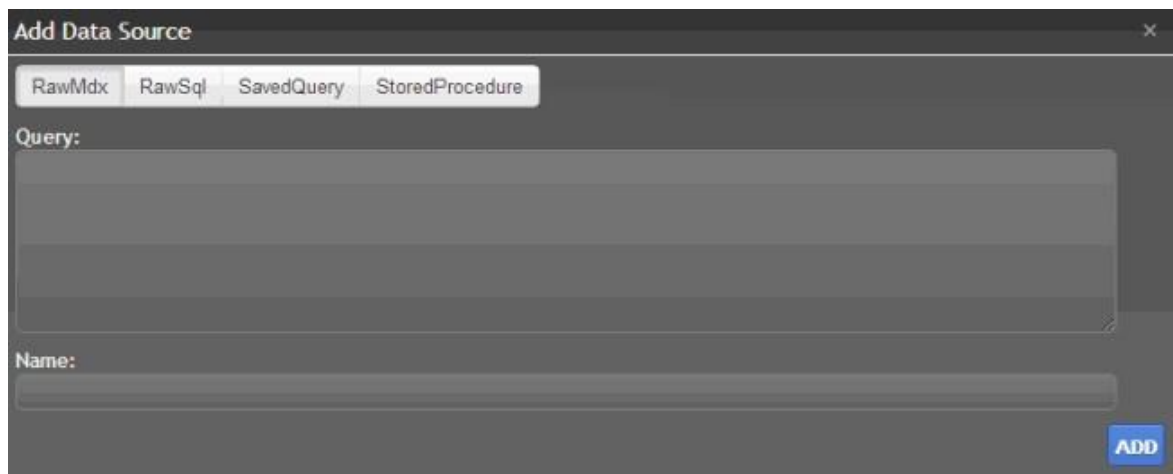 Add Data Source ×
RawMdx RawSql SavedQuery StoredProcedure
Query:
Name:
ADD